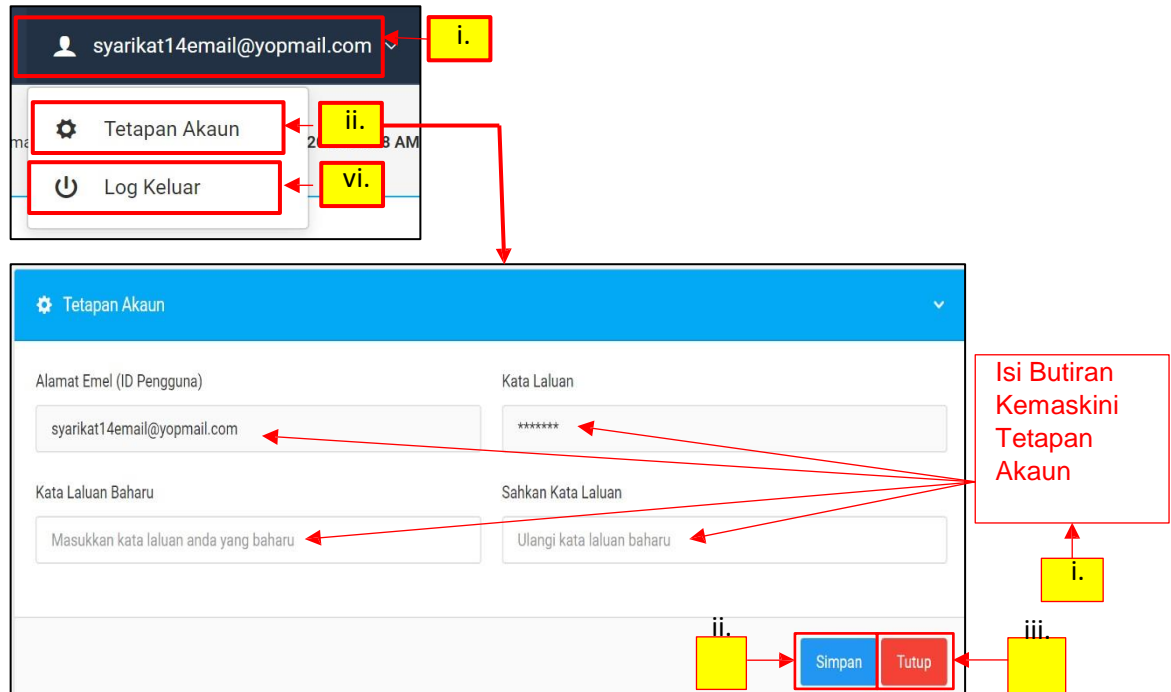 syarikat14email@yopmail.com
i.
Tetapan Akaun
ii.
8 AM
Log Keluar
vi.
Tetapan Akaun
Alamat Emel (ID Pengguna)
Kata Laluan
syarikat14email@yopmail.com
*******
Kata Laluan Baharu
Sahkan Kata Laluan
Masukkan kata laluan anda yang baharu
Ulangi kata laluan baharu
Isi Butiran
Kemaskini
Tetapan
Akaun
i.
ii.
Simpan
Tutup
iii.